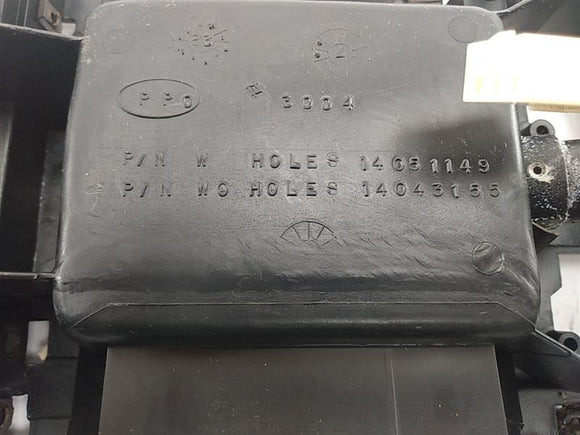 PPO
3004
P/N W HOLES 14051149
P/N WO HOLES 14043155